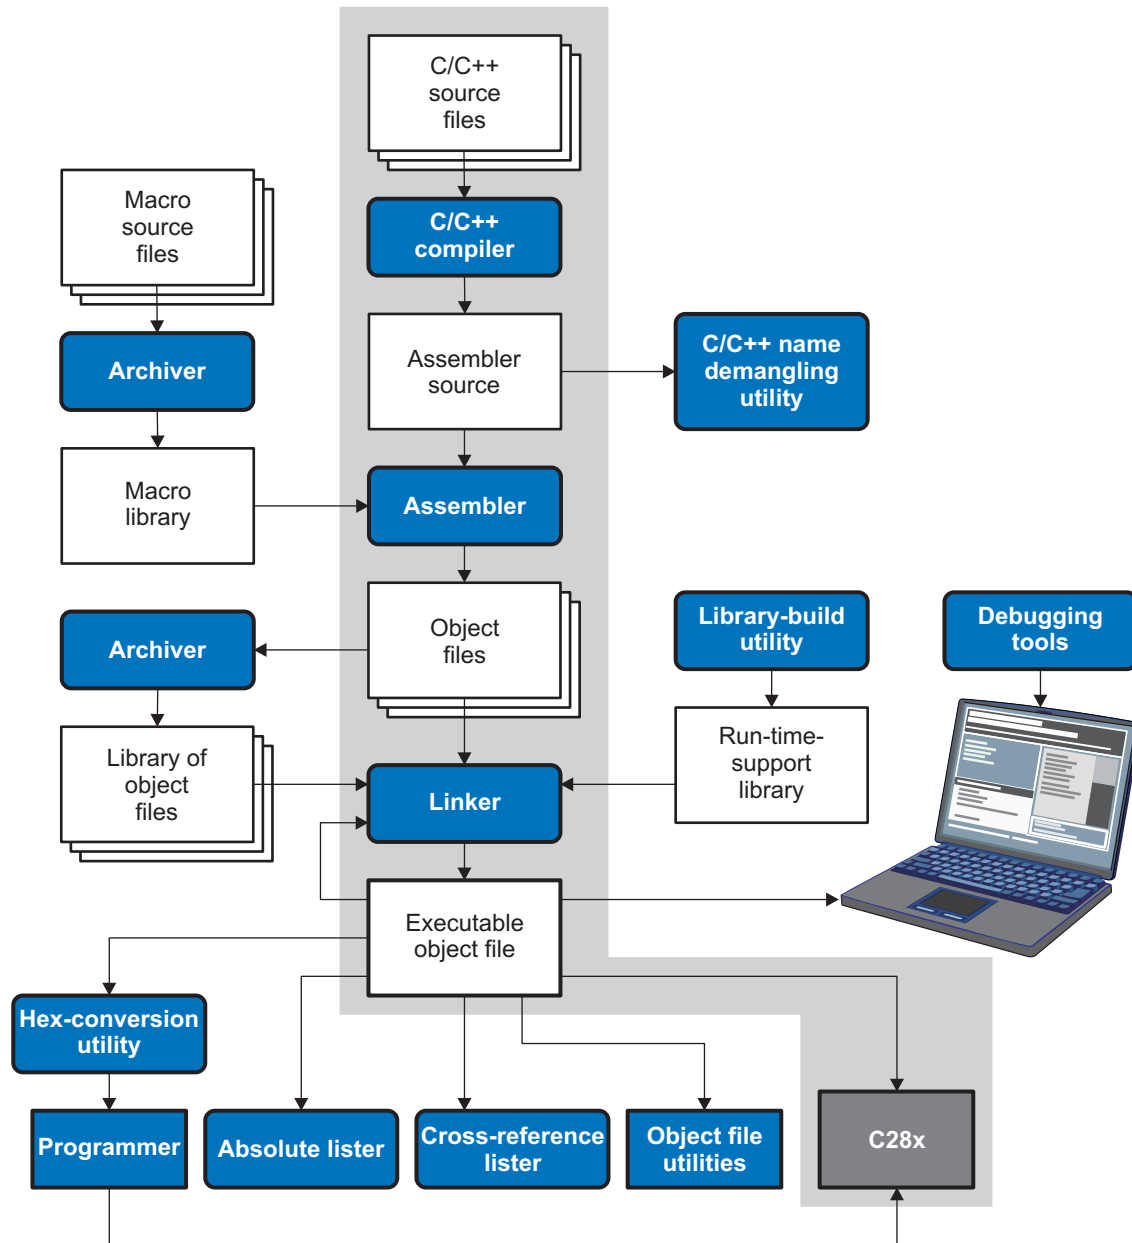 C/C++
source
files
Macro
source
files
C/C++
compiler
Archiver
Assembler
source
C/C++ name
demangling
utility
Macro
library
Assembler
Archiver
Object
files
Library-build
utility
Debugging
tools
Library of
object
files
Linker
Run-time-
support
library
Executable
object file
Hex-conversion
utility
Programmer
Absolute lister
Cross-reference
lister
Object file
utilities
C28x